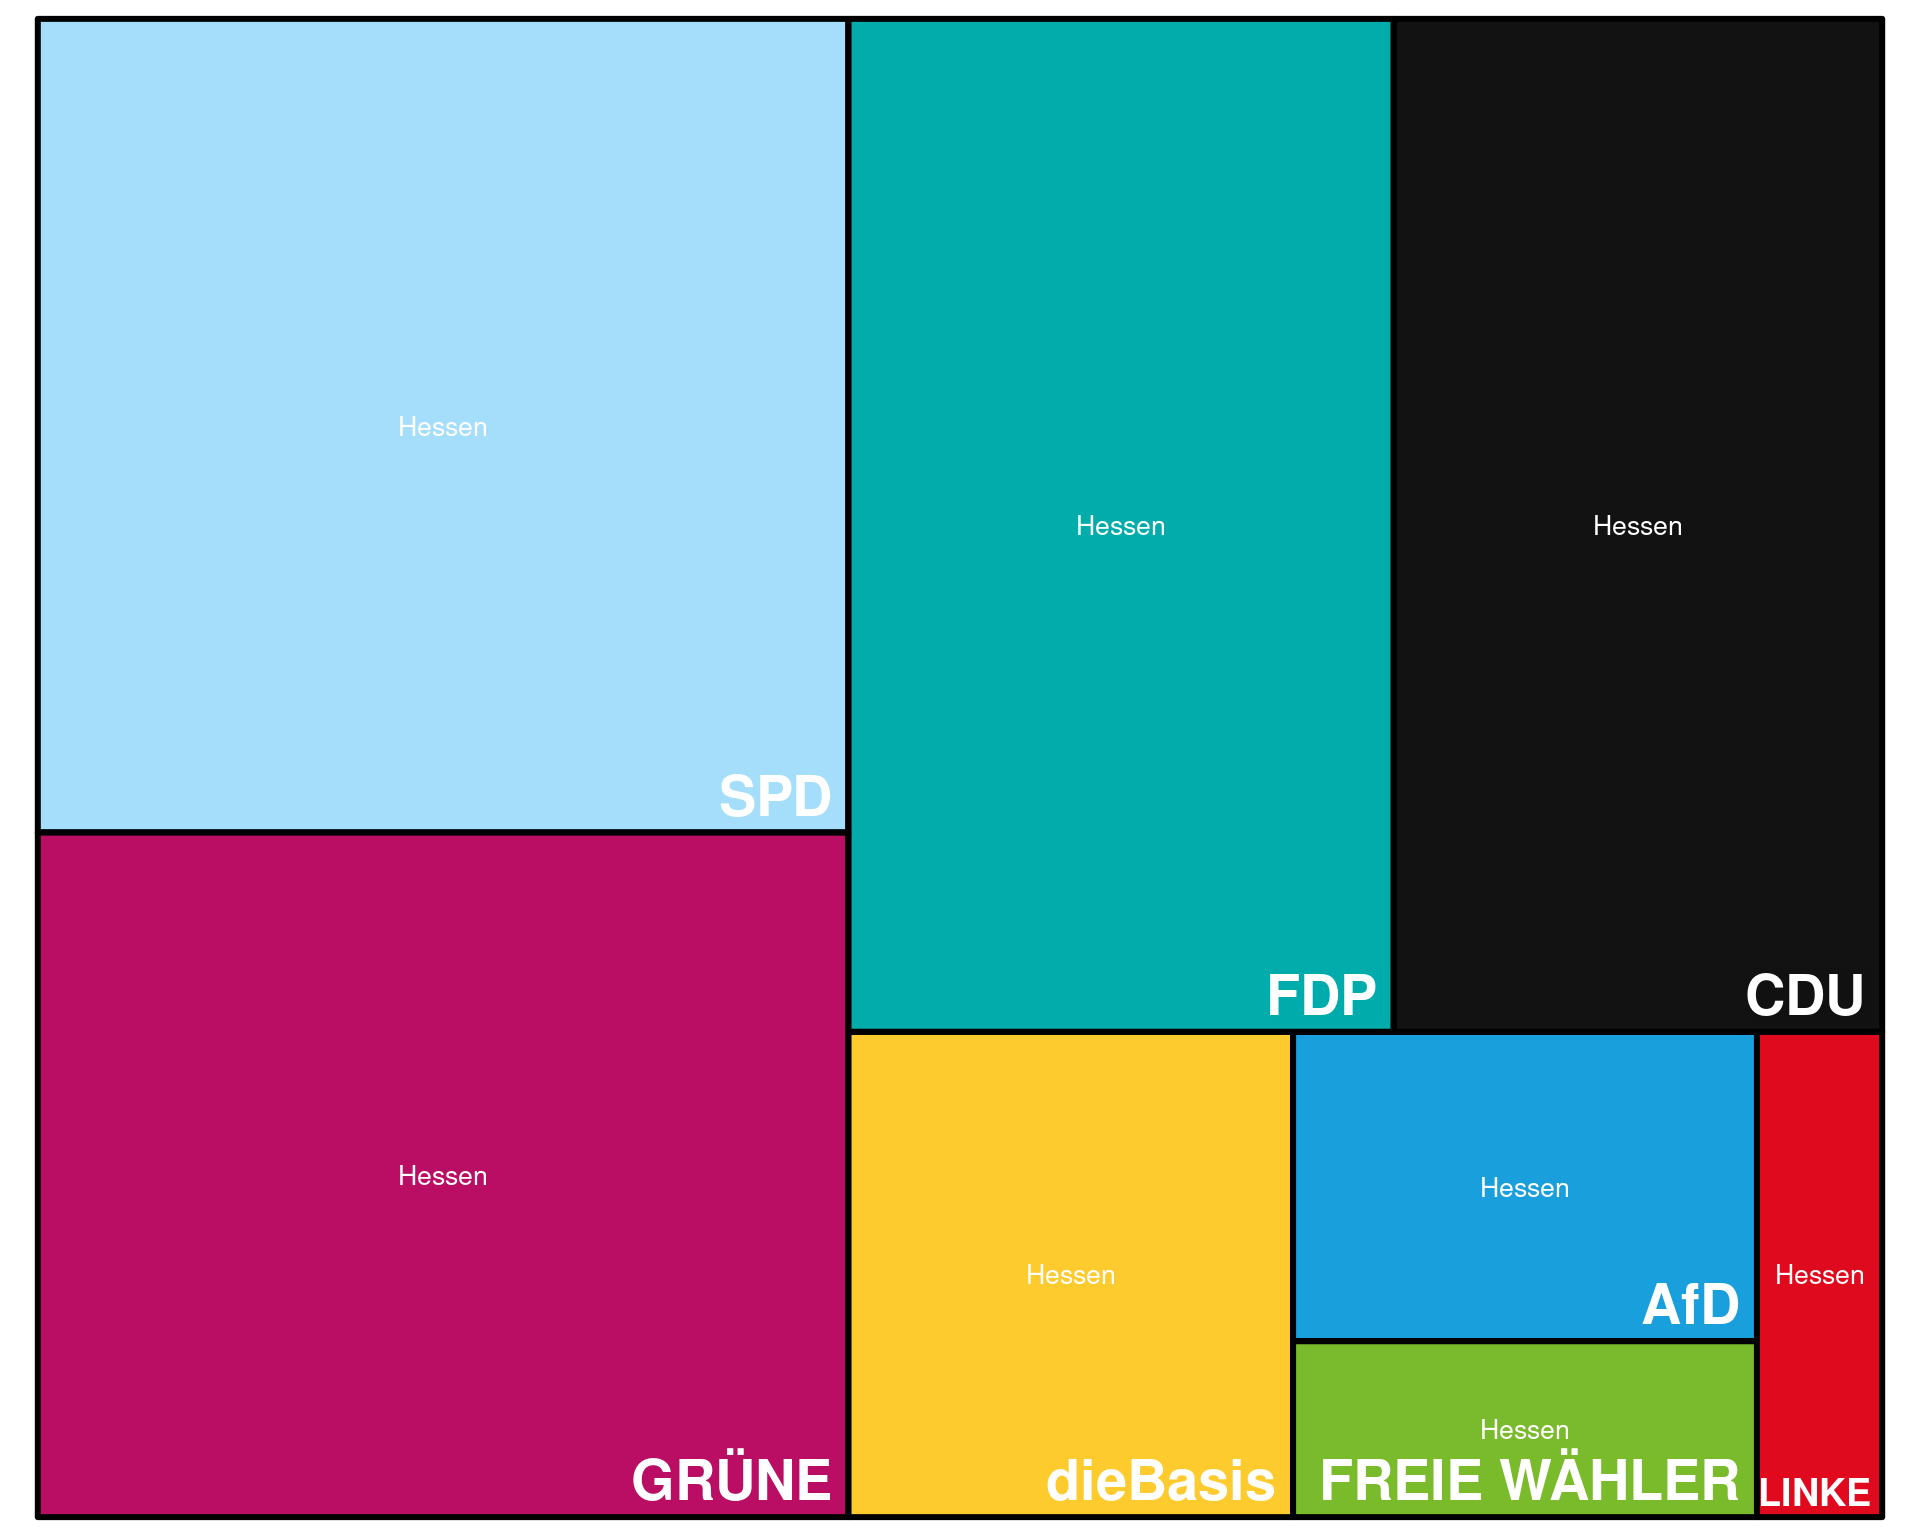 Hessen
SPD
Hessen
GRÜNE
Hessen
FDP
Hessen
CDU
Hessen
dieBasis
Hessen
AfD
Hessen
FREIE WÄHLER
Hessen
LINKE